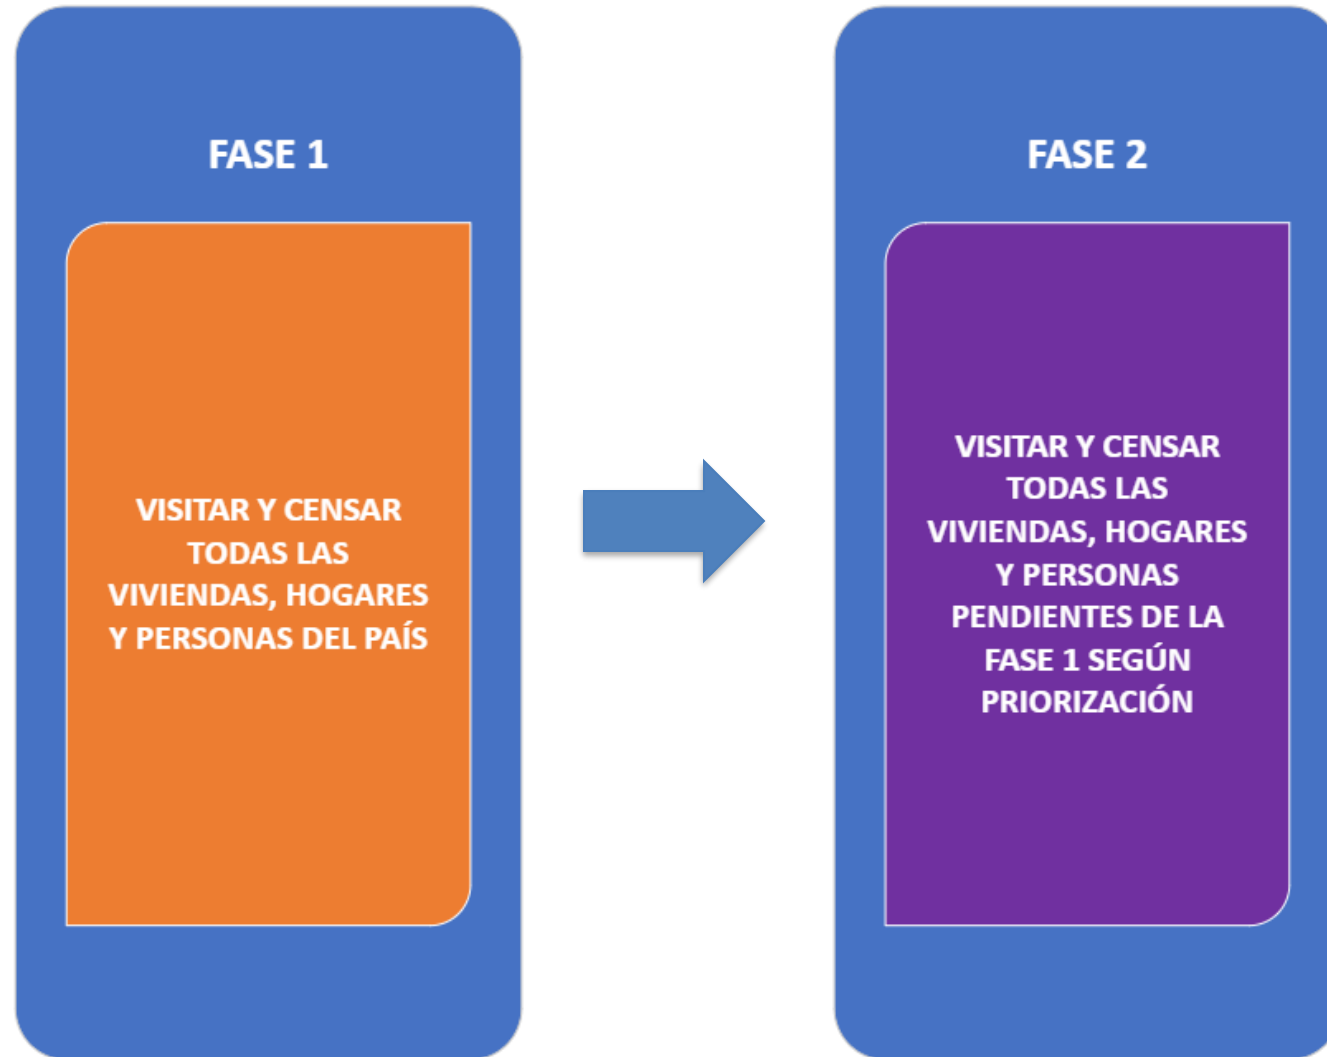 FASE 1
VISITAR Y CENSAR
TODAS LAS
VIVIENDAS, HOGARES
Y PERSONAS DEL PAÍS
FASE 2
VISITAR Y CENSAR
TODAS LAS
VIVIENDAS, HOGARES
Y PERSONAS
PENDIENTES DE LA
FASE 1 SEGÚN
PRIORIZACIÓN